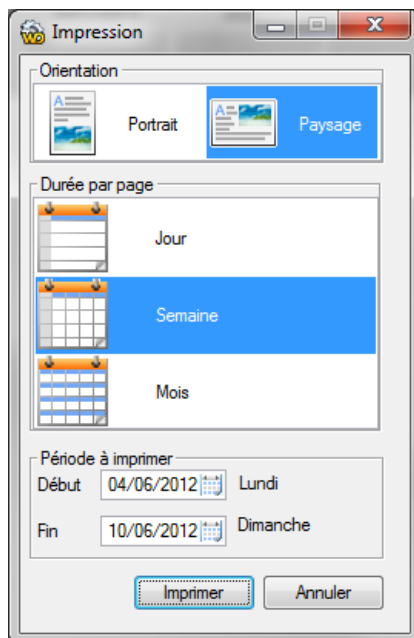 Impression
Orientation
Portrait Paysage
Durée par page
Jour
Semaine
Mois
Période à imprimer
Début 04/06/2012 Lundi
Fin 10/06/2012 Dimanche
Imprimer Annuler